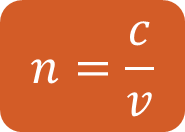 n = c/v